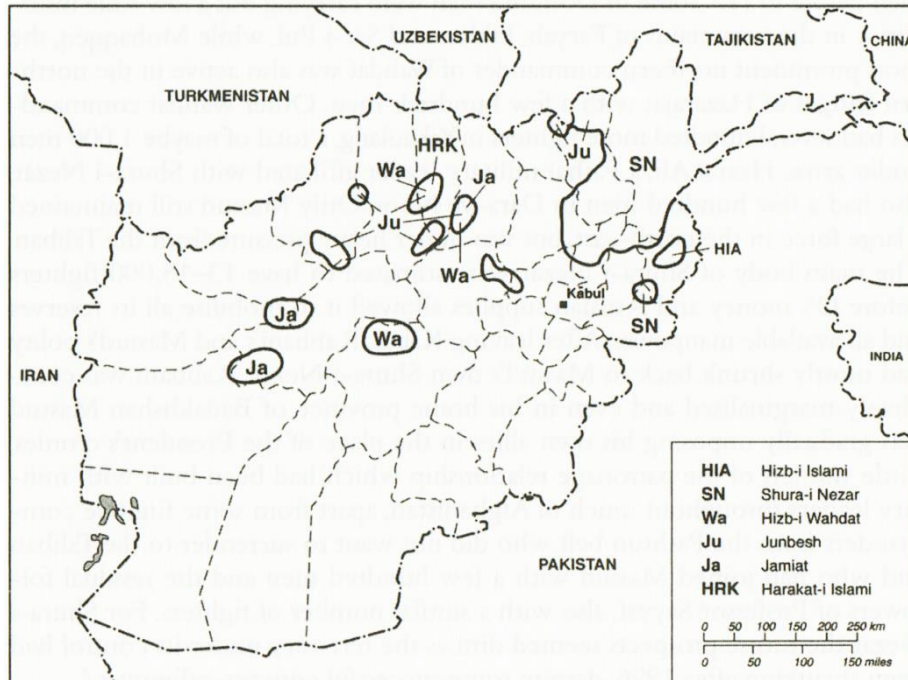 UZBEKISTAN
TAJIKISTAN
CHINA
TURKMENISTAN
HRK
Ju
SN
Wa
Ja
Ju
HIA
Wa
Kabul
Ja
SN
Wa
IRAN
Ja
INDIA
PAKISTAN
HIA Hizb-i Islami
SN Shura-i Nezar
Wa Hizb-i Wahdat
Ju Junbesh
Ja Jamiat
HRK Harakat-i Islami
0 50 100 150 200 250 km
0 50 100 150 miles